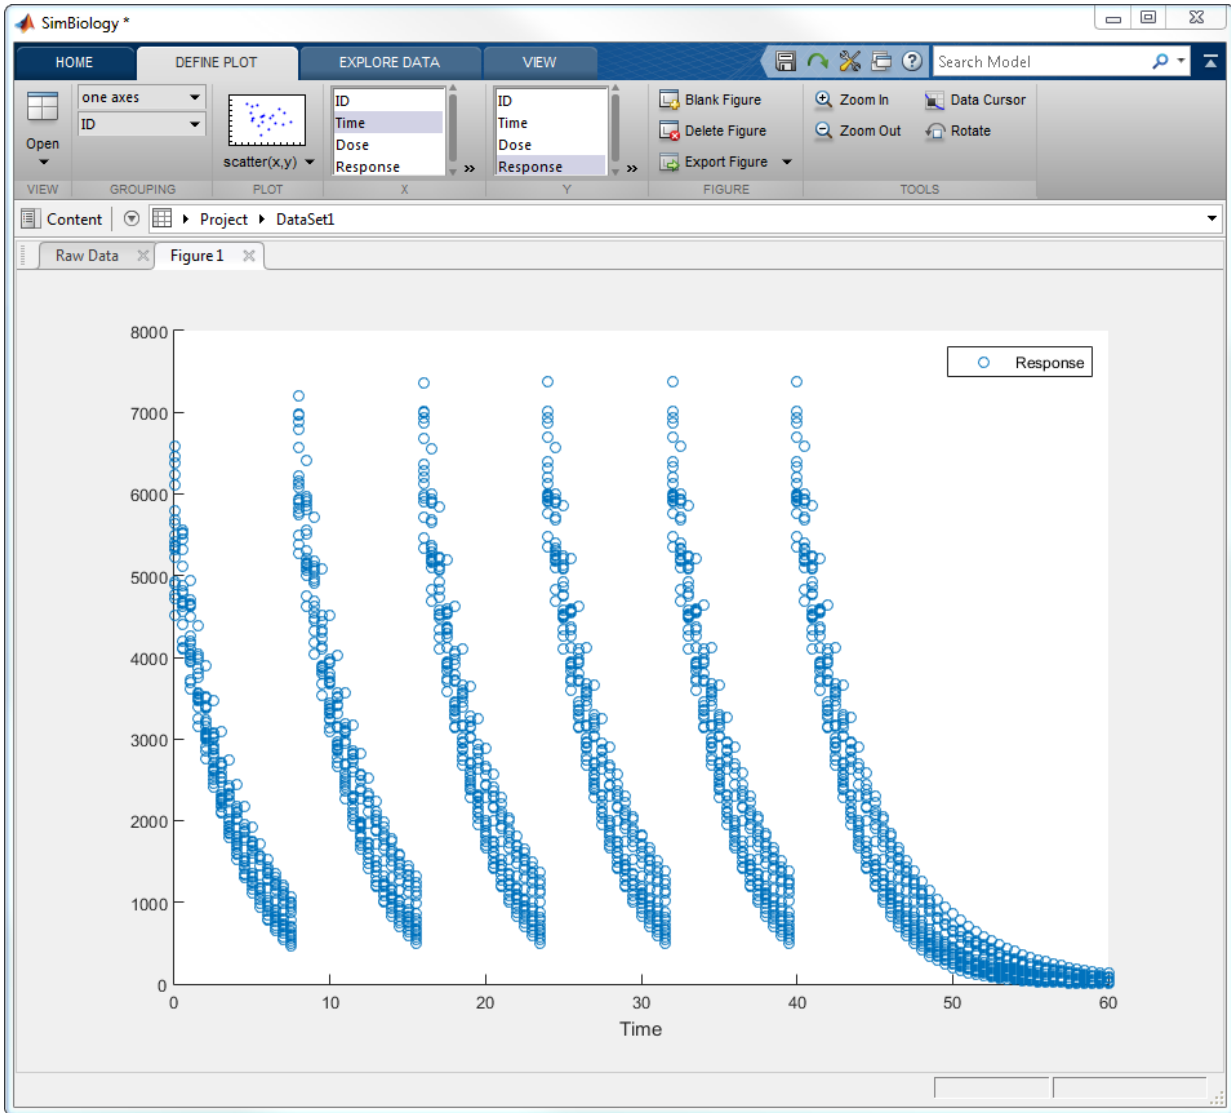 SimBiology *
HOME DEFINE PLOT EXPLORE DATA VIEW Search Model
Open
VIEW
one axes
ID
GROUPING
scatter(x,y)
PLOT
ID
Time
Dose
Response
»
X
ID
Time
Dose
Response
»
Y
Blank Figure
Delete Figure
Export Figure
FIGURE
Zoom In Data Cursor
Zoom Out Rotate
TOOLS
Content Project DataSet1
Raw Data Figure 1
8000
7000
6000
5000
4000
3000
2000
1000
0
Response
0 10 20 30 40 50 60
Time